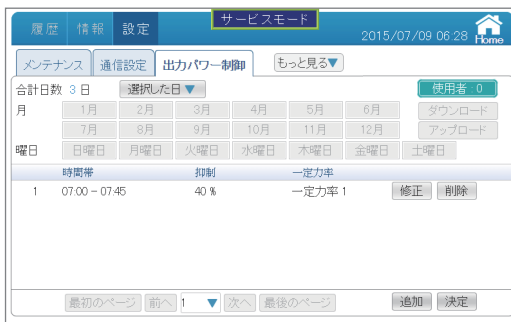 サービスモード
履歴 情報 設定 2015/07/09 06:28 Home
メンテナンス 通信設定 出力パワー制御 もっと見る▼
合計日数 3 日 選択した日▼ 使用者 : 0
月 1月 2月 3月 4月 5月 6月 ダウンロード
7月 8月 9月 10月 11月 12月 アップロード
曜日 日曜日 月曜日 火曜日 水曜日 木曜日 金曜日 土曜日
時間帯 抑制 一定力率
1 07:00 - 07:45 40 % 一定力率 1 修正 削除
最初のページ 前へ 1 ▼ 次へ 最後のページ 追加 決定